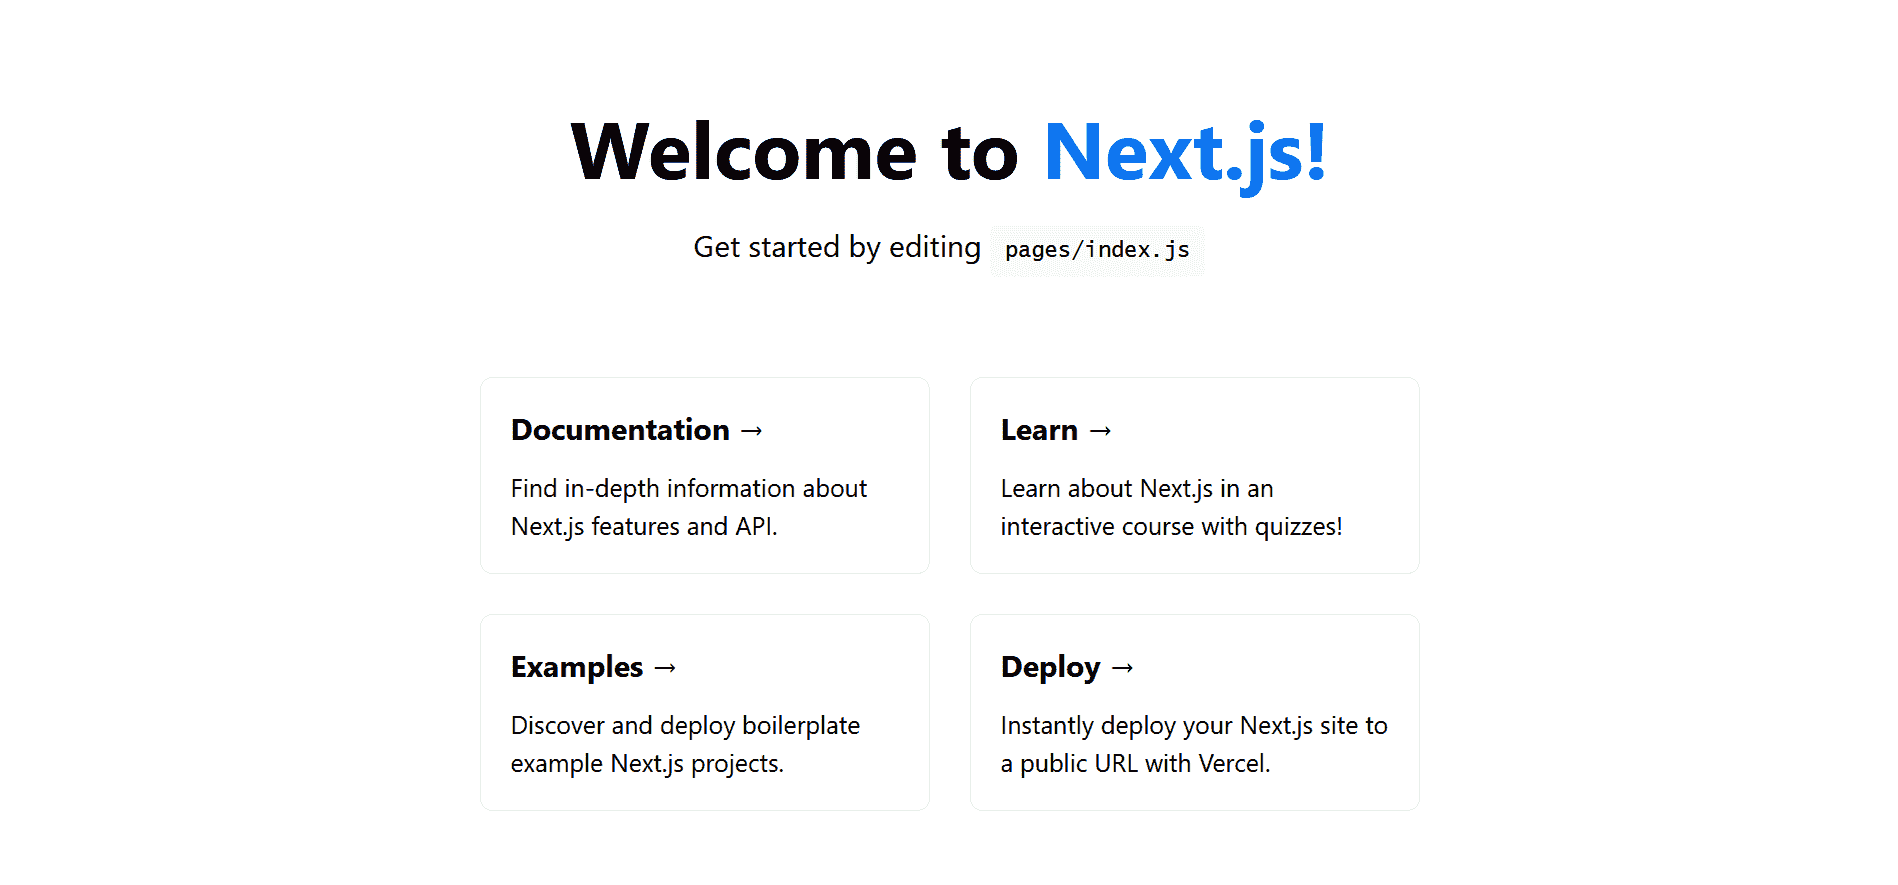 Welcome to Next.js!
Get started by editing pages/index.js
Documentation →
Find in-depth information about
Next.js features and API.
Learn →
Learn about Next.js in an
interactive course with quizzes!
Examples →
Discover and deploy boilerplate
example Next.js projects.
Deploy →
Instantly deploy your Next.js site to
a public URL with Vercel.